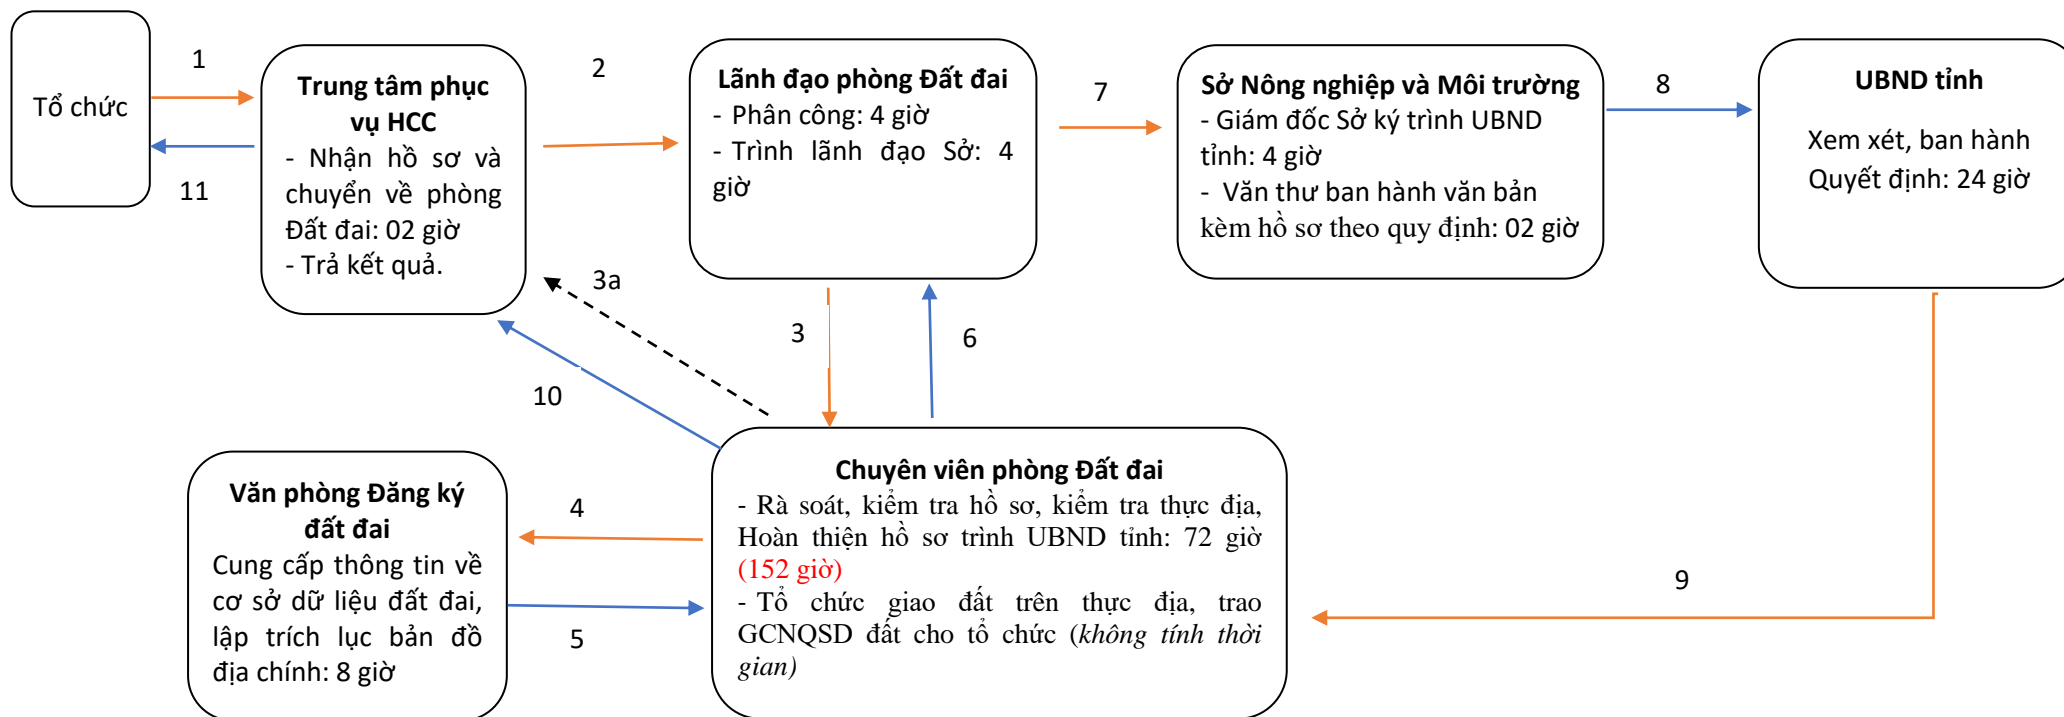 Tổ chức
1
11
Trung tâm phục
vụ HCC
- Nhận hồ sơ và
chuyển về phòng
Đất đai: 02 giờ
- Trả kết quả.
2
Lãnh đạo phòng Đất đai
- Phân công: 4 giờ
- Trình lãnh đạo Sở: 4
giờ
7
Sở Nông nghiệp và Môi trường
- Giám đốc Sở ký trình UBND
tỉnh: 4 giờ
- Văn thư ban hành văn bản
kèm hồ sơ theo quy định: 02 giờ
8
UBND tỉnh
Xem xét, ban hành
Quyết định: 24 giờ
3a
3
6
10
9
Văn phòng Đăng ký
đất đai
Cung cấp thông tin về
cơ sở dữ liệu đất đai,
lập trích lục bản đồ
địa chính: 8 giờ
4
5
Chuyên viên phòng Đất đai
- Rà soát, kiểm tra hồ sơ, kiểm tra thực địa,
Hoàn thiện hồ sơ trình UBND tỉnh: 72 giờ
(152 giờ)
- Tổ chức giao đất trên thực địa, trao
GCNQSD đất cho tổ chức (không tính thời
gian)